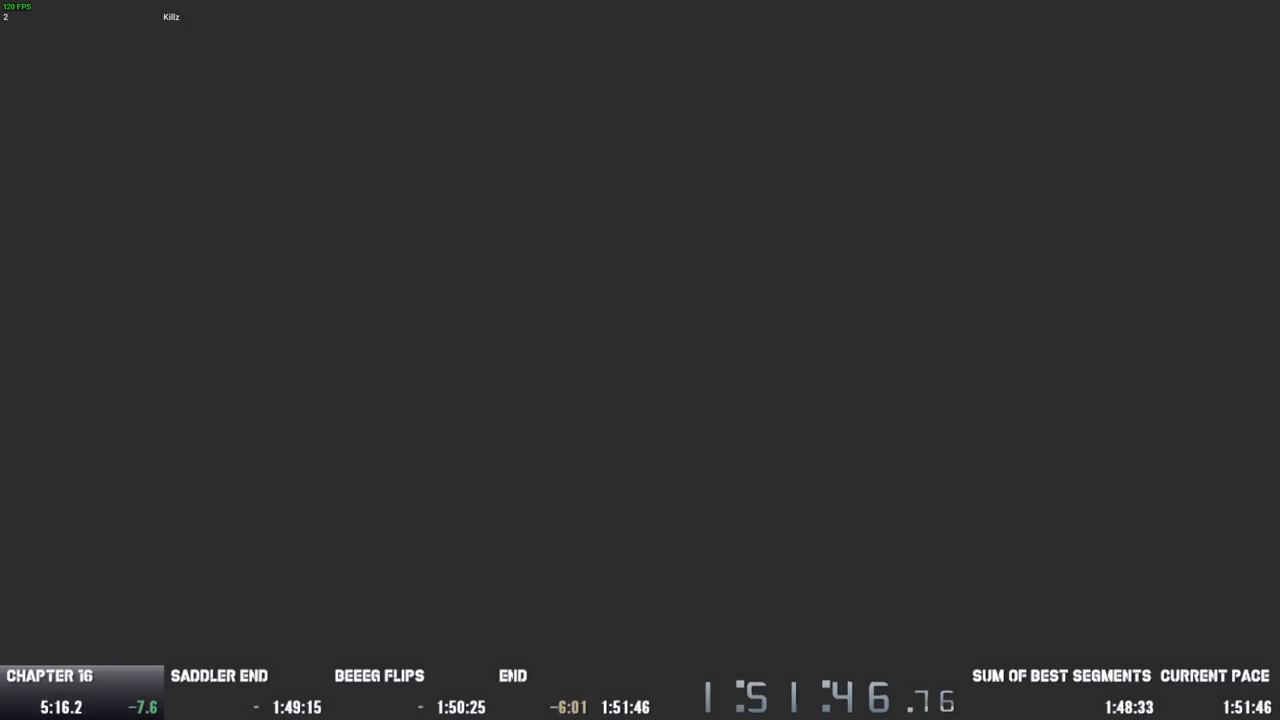 120 FPS
2 Killz
CHAPTER 16 SADDLER END BEEEG FLIPS END SUM OF BEST SEGMENTS CURRENT PACE
5:16.2 −7.6 - 1:49:15 - 1:50:25 −6:01 1:51:46 1:51:46.76 1:48:33 1:51:46